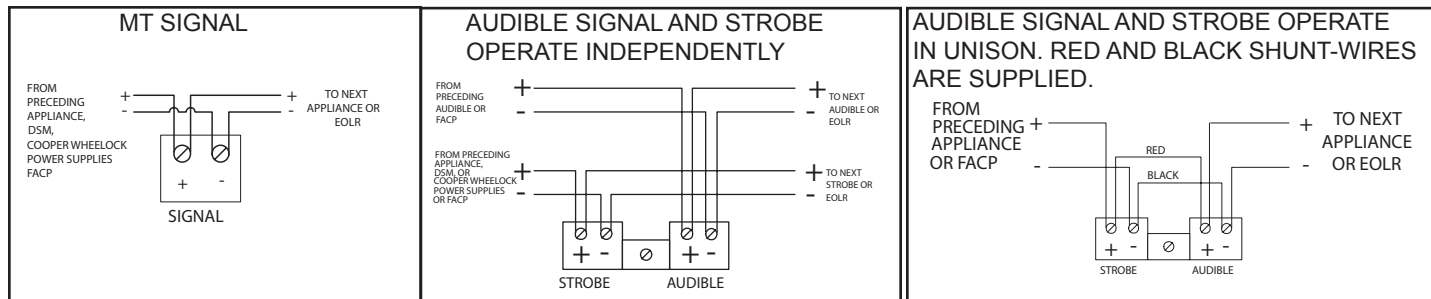 MT SIGNAL
FROM
PRECEDING
APPLIANCE,
DSM,
COOPER WHEELOCK
POWER SUPPLIES
FACP
+
-
+
-
TO NEXT
APPLIANCE OR
EOLR
+ -
SIGNAL
AUDIBLE SIGNAL AND STROBE
OPERATE INDEPENDENTLY
FROM
PRECEDING
AUDIBLE OR
FACP
+
-
+
-
TO NEXT
AUDIBLE OR
EOLR
FROM PRECEDING
APPLIANCE,
DSM, OR
COOPER WHEELOCK
POWER SUPPLIES
OR FACP
+
-
+
-
TO NEXT
STROBE OR
EOLR
+ -
+ -
STROBE
AUDIBLE
AUDIBLE SIGNAL AND STROBE OPERATE
IN UNISON. RED AND BLACK SHUNT-WIRES
ARE SUPPLIED.
FROM
PRECEDING
APPLIANCE
OR FACP
+
-
RED
BLACK
+
-
TO NEXT
APPLIANCE
OR EOLR
+ -
+ -
STROBE
AUDIBLE